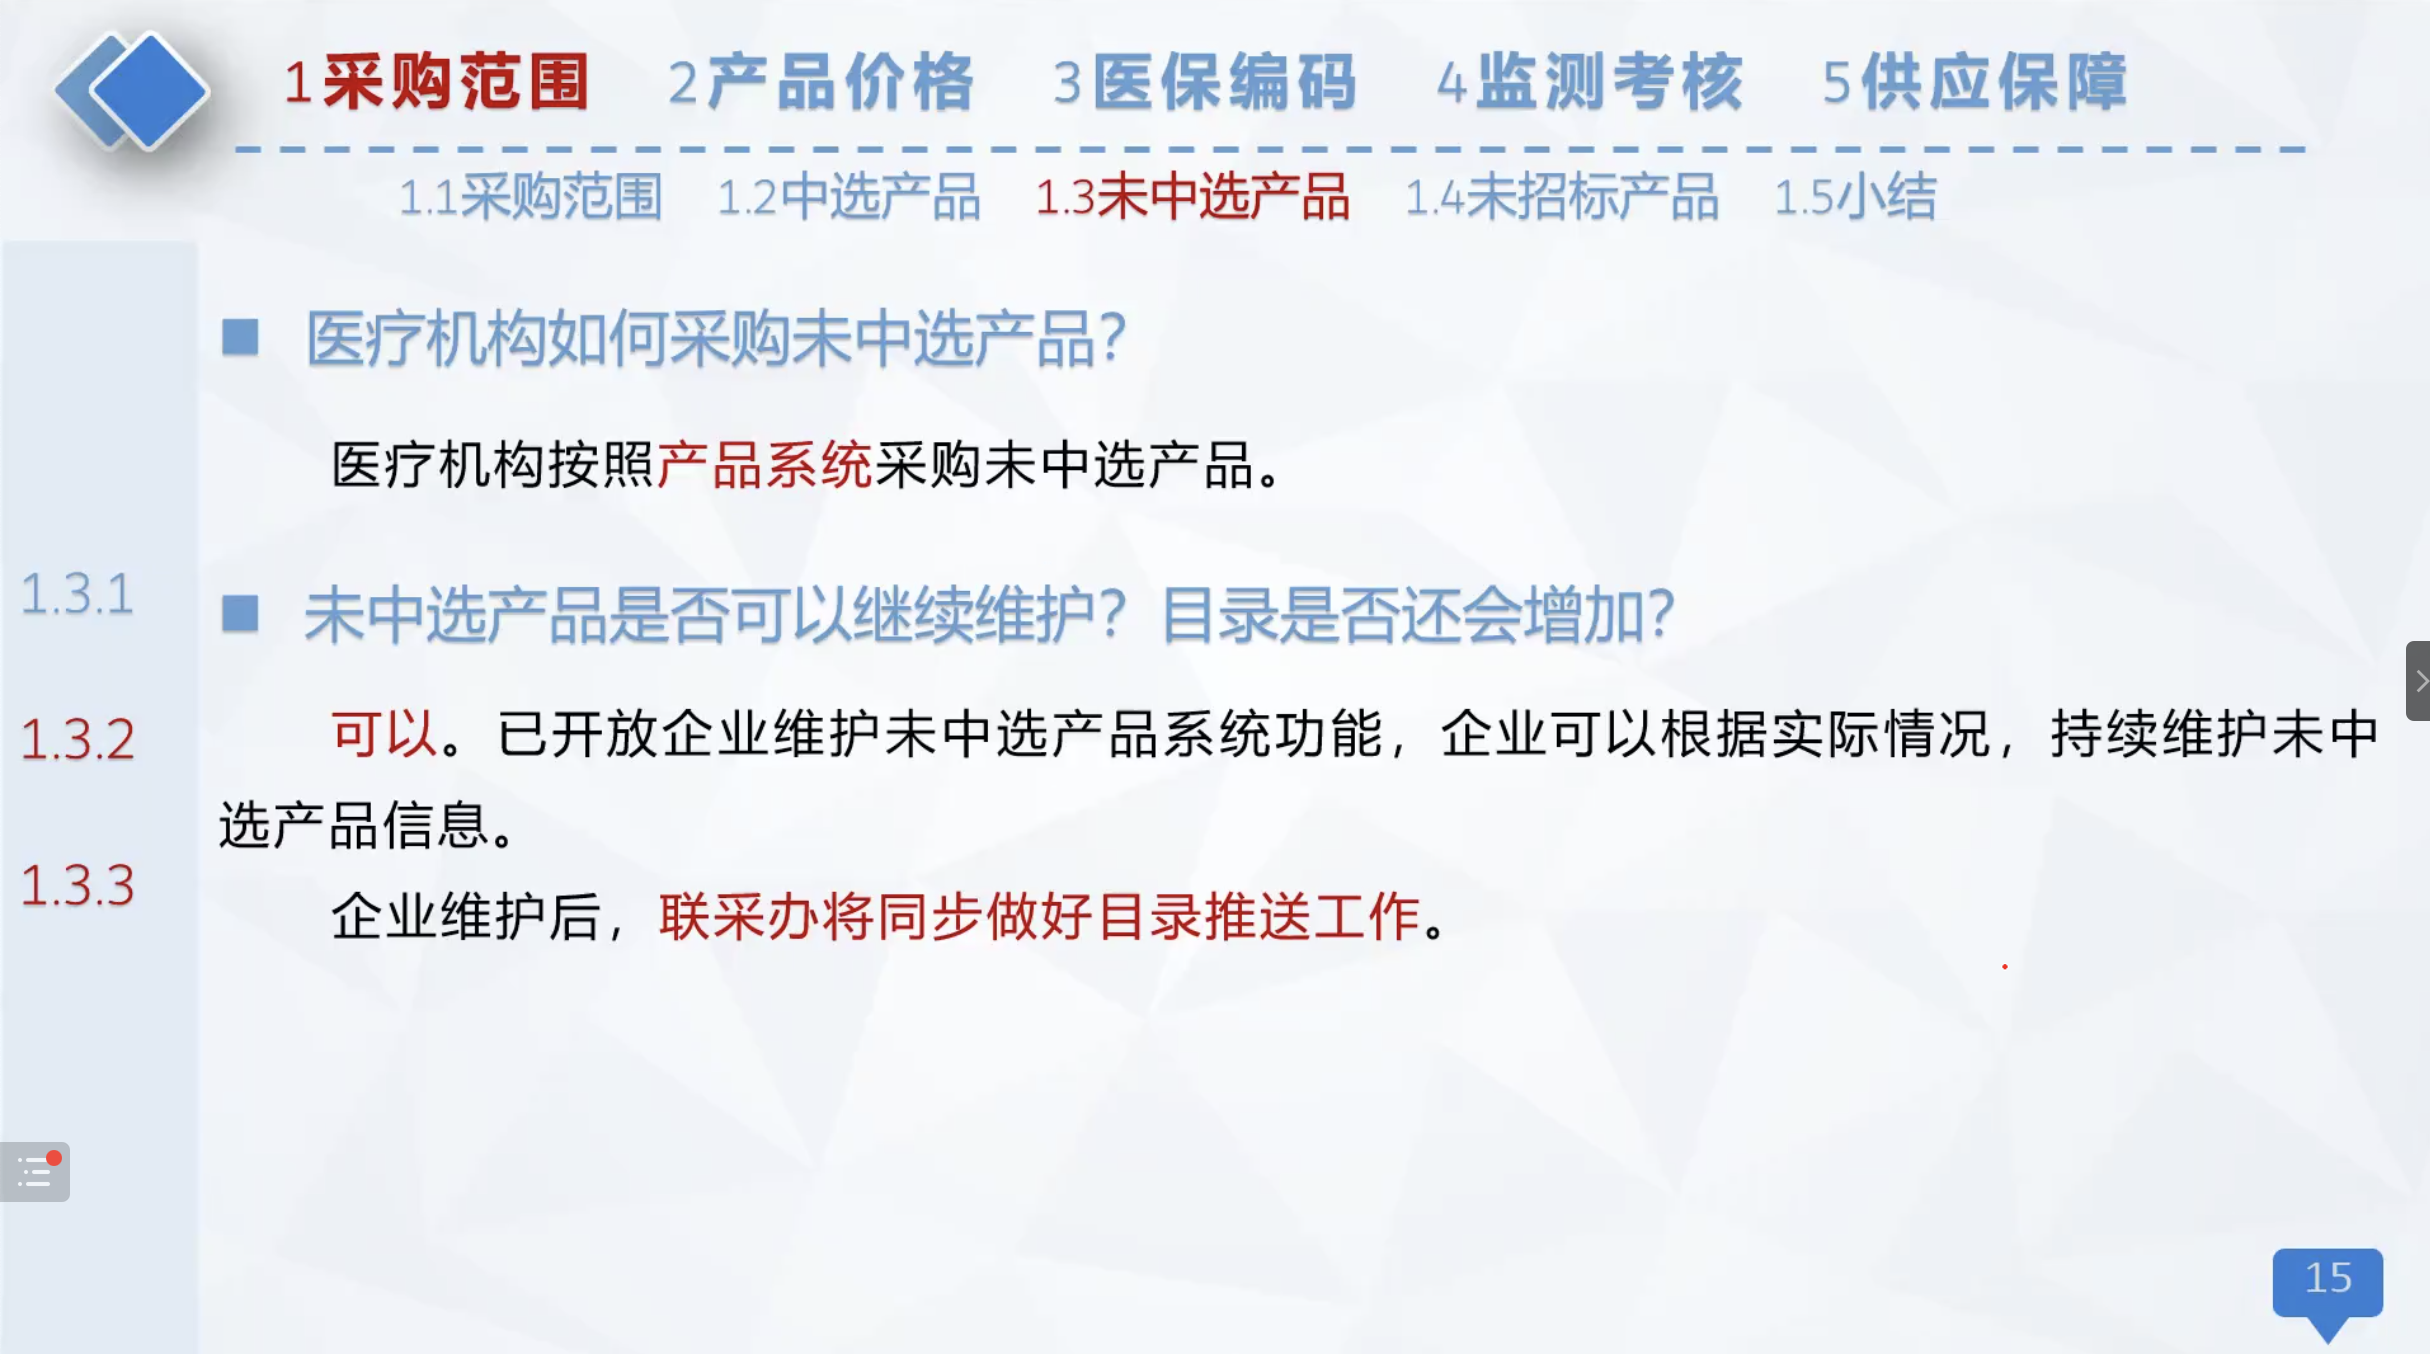 1采购范围 2产品价格 3医保编码 4监测考核 5供应保障
1.1采购范围 1.2中选产品 1.3未中选产品 1.4未招标产品 1.5小结
医疗机构如何采购未中选产品？
医疗机构按照产品系统采购未中选产品。
1.3.1
未中选产品是否可以继续维护？目录是否还会增加？
1.3.2
可以。已开放企业维护未中选产品系统功能，企业可以根据实际情况，持续维护未中
选产品信息。
1.3.3
企业维护后，联采办将同步做好目录推送工作。
15